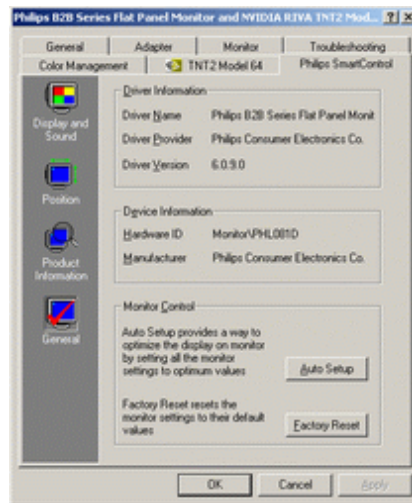 Philips B2B Series Flat Panel Monitor and NVIDIA RIVA TNT2 Mod...
General Adapter Monitor Troubleshooting
Color Management TNT2 Model 64 Philips SmartControl
Display and
Sound
Position
Product
Information
General
Driver Information
Driver Name Philips B2B Series Flat Panel Monit
Driver Provider Philips Consumer Electronics Co.
Driver Version 6.0.9.0
Device Information
Hardware ID Monitor\PHL081D
Manufacturer Philips Consumer Electronics Co.
Monitor Control
Auto Setup provides a way to
optimize the display on monitor
by setting all the monitor
settings to optimum values
Auto Setup
Factory Reset resets the
monitor settings to their default
values
Factory Reset
OK Cancel Apply